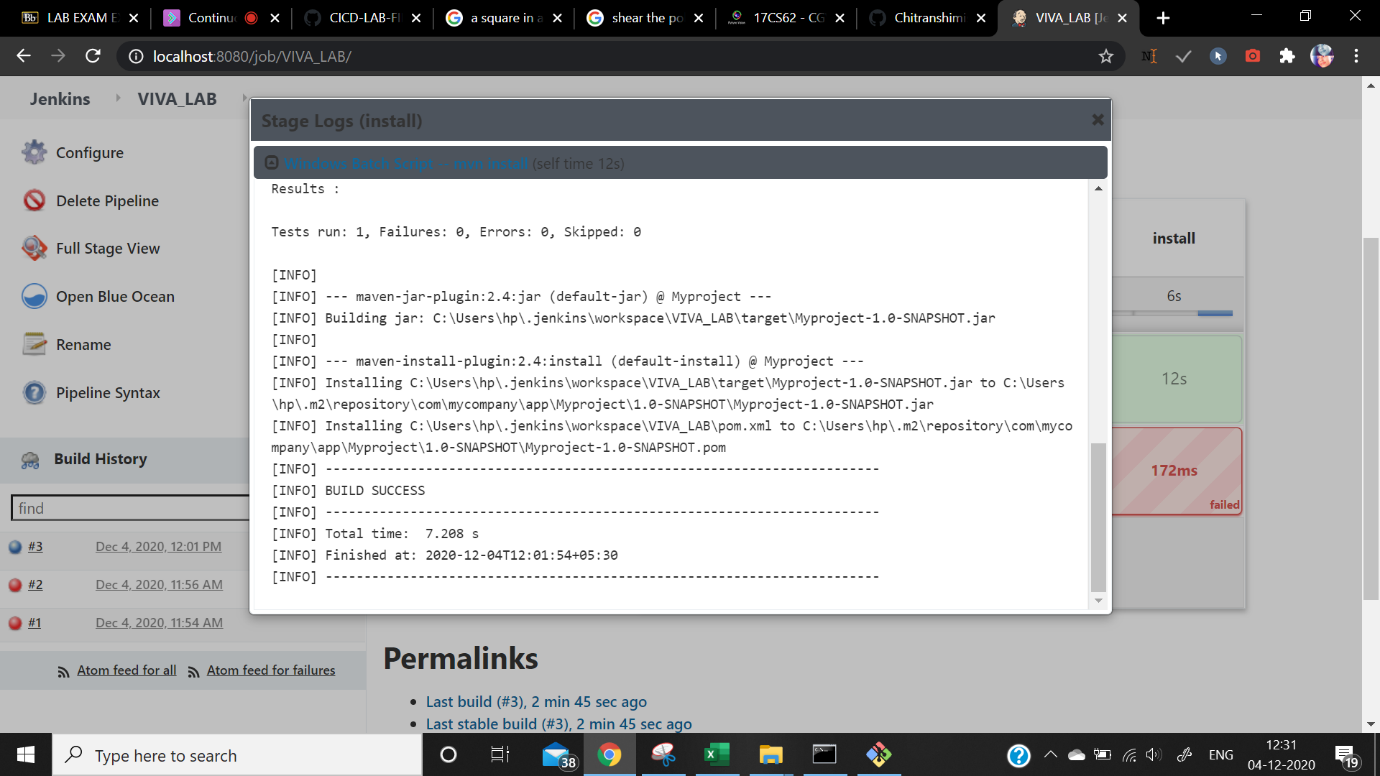 LAB EXAM E
Continu
CICD-LAB-FI
a square in a
shear the po
17CS62 - CG
Chitranshimi
VIVA_LAB [Je
localhost:8080/job/VIVA_LAB/
Jenkins
VIVA_LAB
Configure
Delete Pipeline
Full Stage View
Open Blue Ocean
Rename
Pipeline Syntax
Build History
find
#3 Dec 4, 2020, 12:01 PM
#2 Dec 4, 2020, 11:56 AM
#1 Dec 4, 2020, 11:54 AM
Atom feed for all Atom feed for failures
Stage Logs (install)
Windows Batch Script -- mvn install (self time 12s)
Results :
Tests run: 1, Failures: 0, Errors: 0, Skipped: 0
[INFO]
[INFO] --- maven-jar-plugin:2.4:jar (default-jar) @ Myproject ---
[INFO] Building jar: C:\Users\hp\.jenkins\workspace\VIVA_LAB\target\Myproject-1.0-SNAPSHOT.jar
[INFO]
[INFO] --- maven-install-plugin:2.4:install (default-install) @ Myproject ---
[INFO] Installing C:\Users\hp\.jenkins\workspace\VIVA_LAB\target\Myproject-1.0-SNAPSHOT.jar to C:\Users
\hp\.m2\repository\com\mycompany\app\Myproject\1.0-SNAPSHOT\Myproject-1.0-SNAPSHOT.jar
[INFO] Installing C:\Users\hp\.jenkins\workspace\VIVA_LAB\pom.xml to C:\Users\hp\.m2\repository\com\myco
mpany\app\Myproject\1.0-SNAPSHOT\Myproject-1.0-SNAPSHOT.pom
[INFO] ------------------------------------------------------------------------
[INFO] BUILD SUCCESS
[INFO] ------------------------------------------------------------------------
[INFO] Total time:  7.208 s
[INFO] Finished at: 2020-12-04T12:01:54+05:30
[INFO] ------------------------------------------------------------------------
install
6s
12s
172ms
failed
Permalinks
Last build (#3), 2 min 45 sec ago
Last stable build (#3), 2 min 45 sec ago
Type here to search
38
ENG
12:31
04-12-2020
19